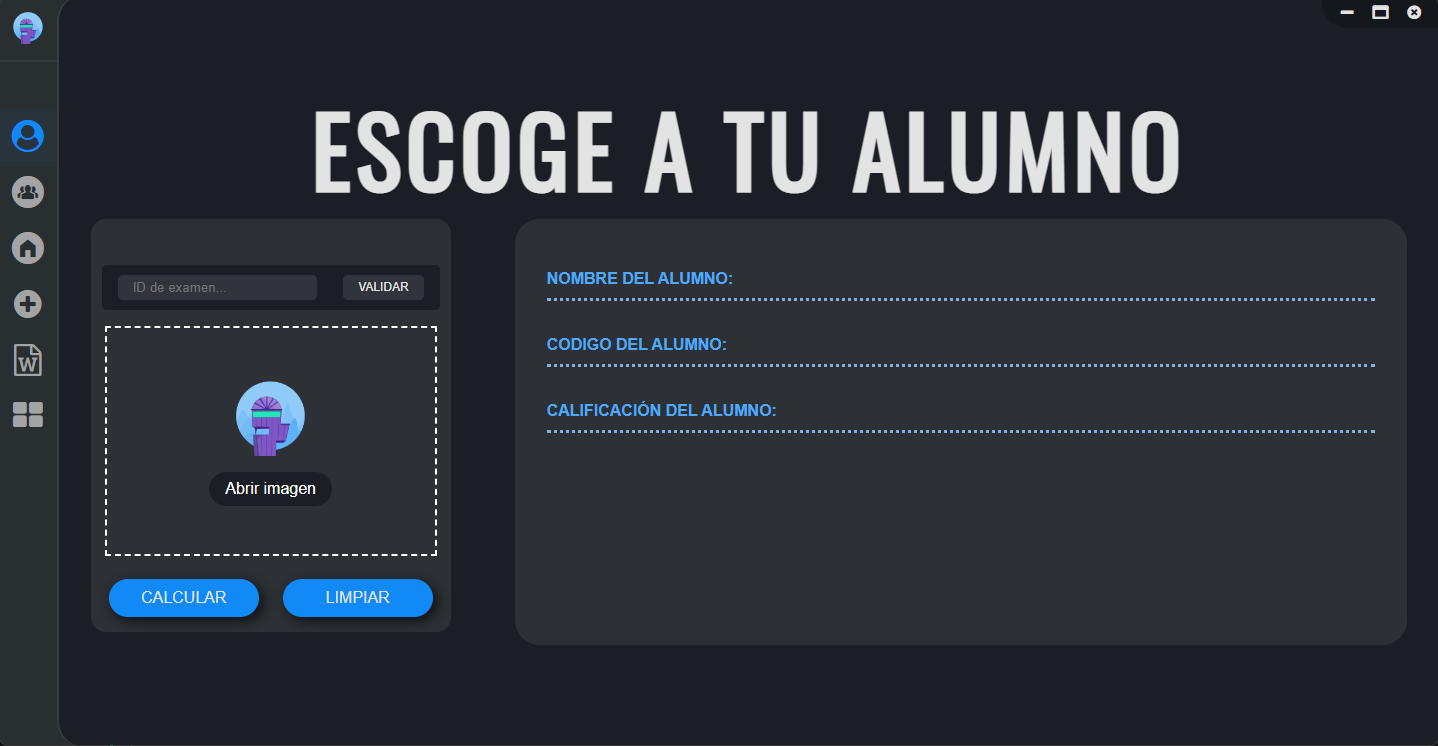 ESCOGE A TU ALUMNO
ID de examen...
VALIDAR
Abrir imagen
CALCULAR
LIMPIAR
NOMBRE DEL ALUMNO:
CODIGO DEL ALUMNO:
CALIFICACIÓN DEL ALUMNO:
W